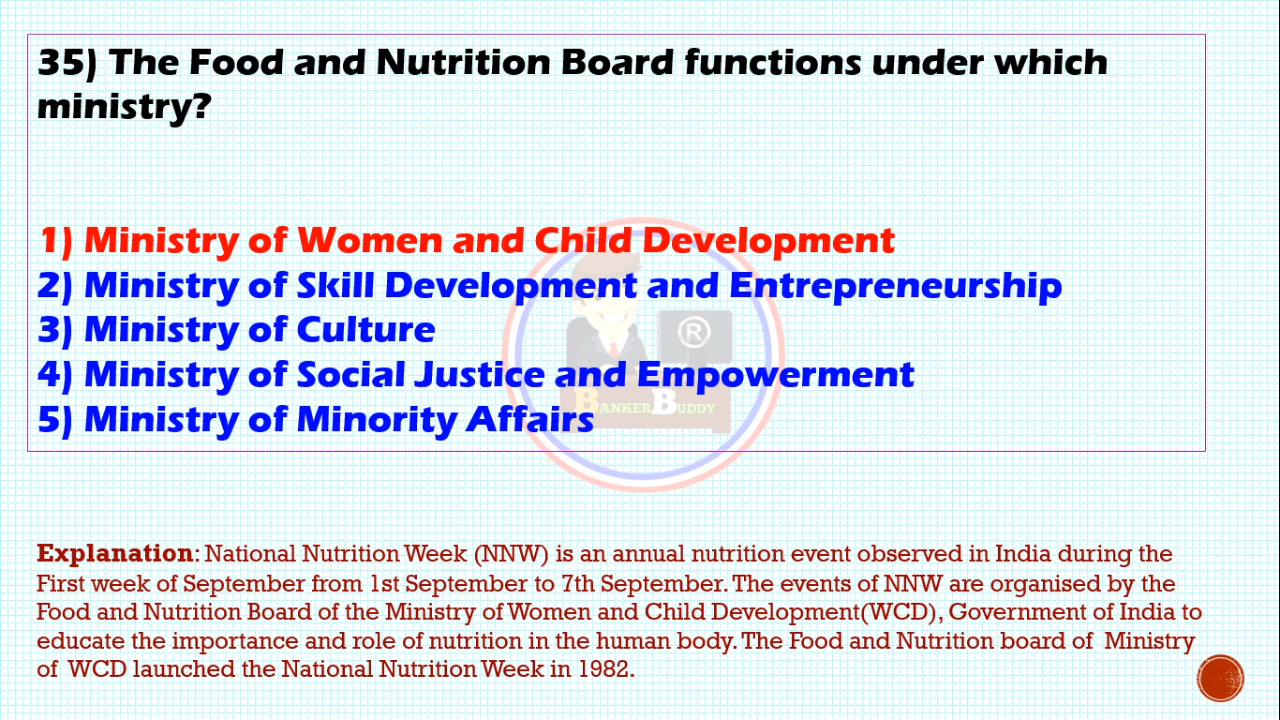 35) The Food and Nutrition Board functions under which
ministry?
1) Ministry of Women and Child Development
2) Ministry of Skill Development and Entrepreneurship
3) Ministry of Culture
4) Ministry of Social Justice and Empowerment
5) Ministry of Minority Affairs
®
BANKER BUDDY
Explanation: National Nutrition Week (NNW) is an annual nutrition event observed in India during the
First week of September from 1st September to 7th September. The events of NNW are organised by the
Food and Nutrition Board of the Ministry of Women and Child Development(WCD), Government of India to
educate the importance and role of nutrition in the human body. The Food and Nutrition board of Ministry
of WCD launched the National Nutrition Week in 1982.